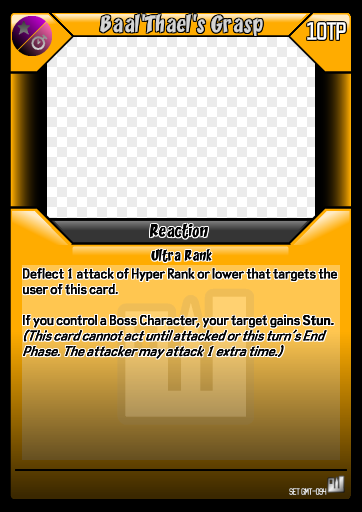 Baal'Thael's Grasp
10TP
Reaction
Ultra Rank
Deflect 1 attack of Hyper Rank or lower that targets the
user of this card.
If you control a Boss Character, your target gains Stun.
(This card cannot act until attacked or this turn's End
Phase. The attacker may attack 1 extra time.)
SET GMT-094